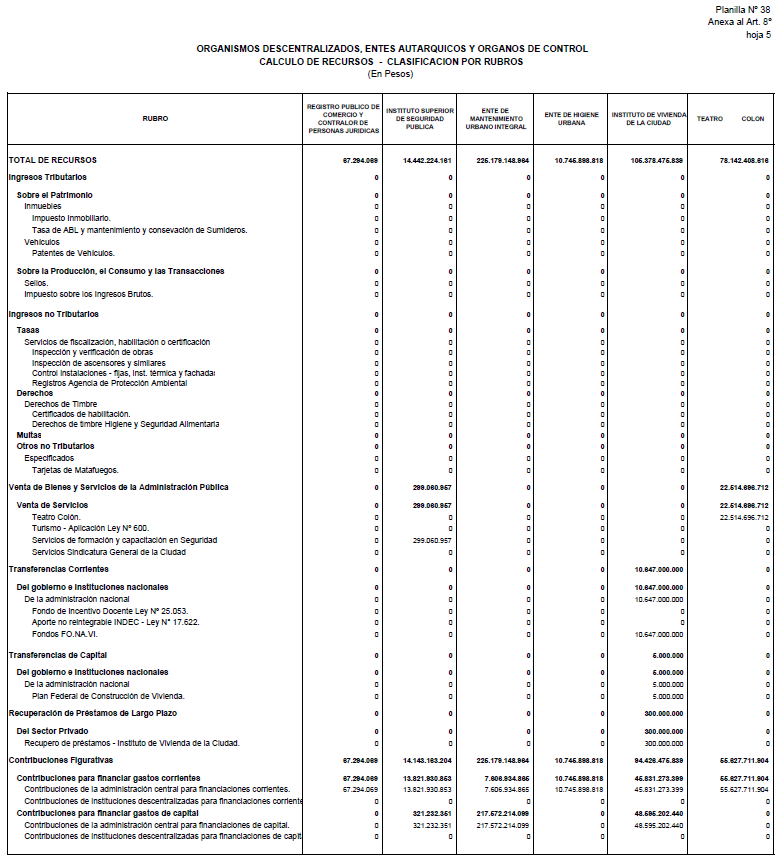 Planilla Nº 38
Anexa al Art. 8º
hoja 5
ORGANISMOS DESCENTRALIZADOS, ENTES AUTARQUICOS Y ORGANOS DE CONTROL
CALCULO DE RECURSOS - CLASIFICACION POR RUBROS
(En Pesos)
RUBRO REGISTRO PUBLICO DE COMERCIO Y CONTRALOR DE PERSONAS JURIDICAS INSTITUTO SUPERIOR DE SEGURIDAD PUBLICA ENTE DE MANTENIMIENTO URBANO INTEGRAL ENTE DE HIGIENE URBANA INSTITUTO DE VIVIENDA DE LA CIUDAD TEATRO COLON
TOTAL DE RECURSOS 67.294.069 14.442.224.161 225.179.148.964 10.745.898.818 105.378.475.839 78.142.408.616
Ingresos Tributarios 0 0 0 0 0 0
Sobre el Patrimonio 0 0 0 0 0 0
Inmuebles 0 0 0 0 0 0
Impuesto Inmobiliario. 0 0 0 0 0 0
Tasa de ABL y mantenimiento y consevación de Sumideros. 0 0 0 0 0 0
Vehículos 0 0 0 0 0 0
Patentes de Vehículos. 0 0 0 0 0 0
Sobre la Producción, el Consumo y las Transacciones 0 0 0 0 0 0
Sellos. 0 0 0 0 0 0
Impuesto sobre los Ingresos Brutos. 0 0 0 0 0 0
Ingresos no Tributarios 0 0 0 0 0 0
Tasas 0 0 0 0 0 0
Servicios de fiscalización, habilitación o certificación 0 0 0 0 0 0
Inspección y verificación de obras 0 0 0 0 0 0
Inspección de ascensores y similares 0 0 0 0 0 0
Control Instalaciones - fijas, inst. térmica y fachadas 0 0 0 0 0 0
Registros Agencia de Protección Ambiental 0 0 0 0 0 0
Derechos 0 0 0 0 0 0
Derechos de Timbre 0 0 0 0 0 0
Certificados de habilitación. 0 0 0 0 0 0
Derechos de timbre Higiene y Seguridad Alimentaria 0 0 0 0 0 0
Multas 0 0 0 0 0 0
Otros no Tributarios 0 0 0 0 0 0
Especificados 0 0 0 0 0 0
Tarjetas de Matafuegos. 0 0 0 0 0 0
Venta de Bienes y Servicios de la Administración Pública 0 299.060.957 0 0 0 22.514.696.712
Venta de Servicios 0 299.060.957 0 0 0 22.514.696.712
Teatro Colón. 0 0 0 0 0 22.514.696.712
Turismo - Aplicación Ley Nº 600. 0 0 0 0 0 0
Servicios de formación y capacitación en Seguridad 0 299.060.957 0 0 0 0
Servicios Sindicatura General de la Ciudad 0 0 0 0 0 0
Transferencias Corrientes 0 0 0 0 10.647.000.000 0
Del gobierno e instituciones nacionales 0 0 0 0 10.647.000.000 0
De la administración nacional 0 0 0 0 10.647.000.000 0
Fondo de Incentivo Docente Ley Nº 25.053. 0 0 0 0 0 0
Aporte no reintegrable INDEC - Ley N° 17.622. 0 0 0 0 0 0
Fondos FO.NA.VI. 0 0 0 0 10.647.000.000 0
Transferencias de Capital 0 0 0 0 5.000.000 0
Del gobierno e instituciones nacionales 0 0 0 0 5.000.000 0
De la administración nacional 0 0 0 0 5.000.000 0
Plan Federal de Construcción de Vivienda. 0 0 0 0 5.000.000 0
Recuperación de Préstamos de Largo Plazo 0 0 0 0 300.000.000 0
Del Sector Privado 0 0 0 0 300.000.000 0
Recupero de préstamos - Instituto de Vivienda de la Ciudad. 0 0 0 0 300.000.000 0
Contribuciones Figurativas 67.294.069 14.143.163.204 225.179.148.964 10.745.898.818 94.426.475.839 55.627.711.904
Contribuciones para financiar gastos corrientes 67.294.069 13.821.930.853 7.606.934.865 10.745.898.818 45.831.273.399 55.627.711.904
Contribuciones de la administración central para financiaciones corrientes. 67.294.069 13.821.930.853 7.606.934.865 10.745.898.818 45.831.273.399 55.627.711.904
Contribuciones de instituciones descentralizadas para financiaciones corriente 0 0 0 0 0 0
Contribuciones para financiar gastos de capital 0 321.232.351 217.572.214.099 0 48.595.202.440 0
Contribuciones de la administración central para financiaciones de capital. 0 321.232.351 217.572.214.099 0 48.595.202.440 0
Contribuciones de instituciones descentralizadas para financiaciones de capit 0 0 0 0 0 0